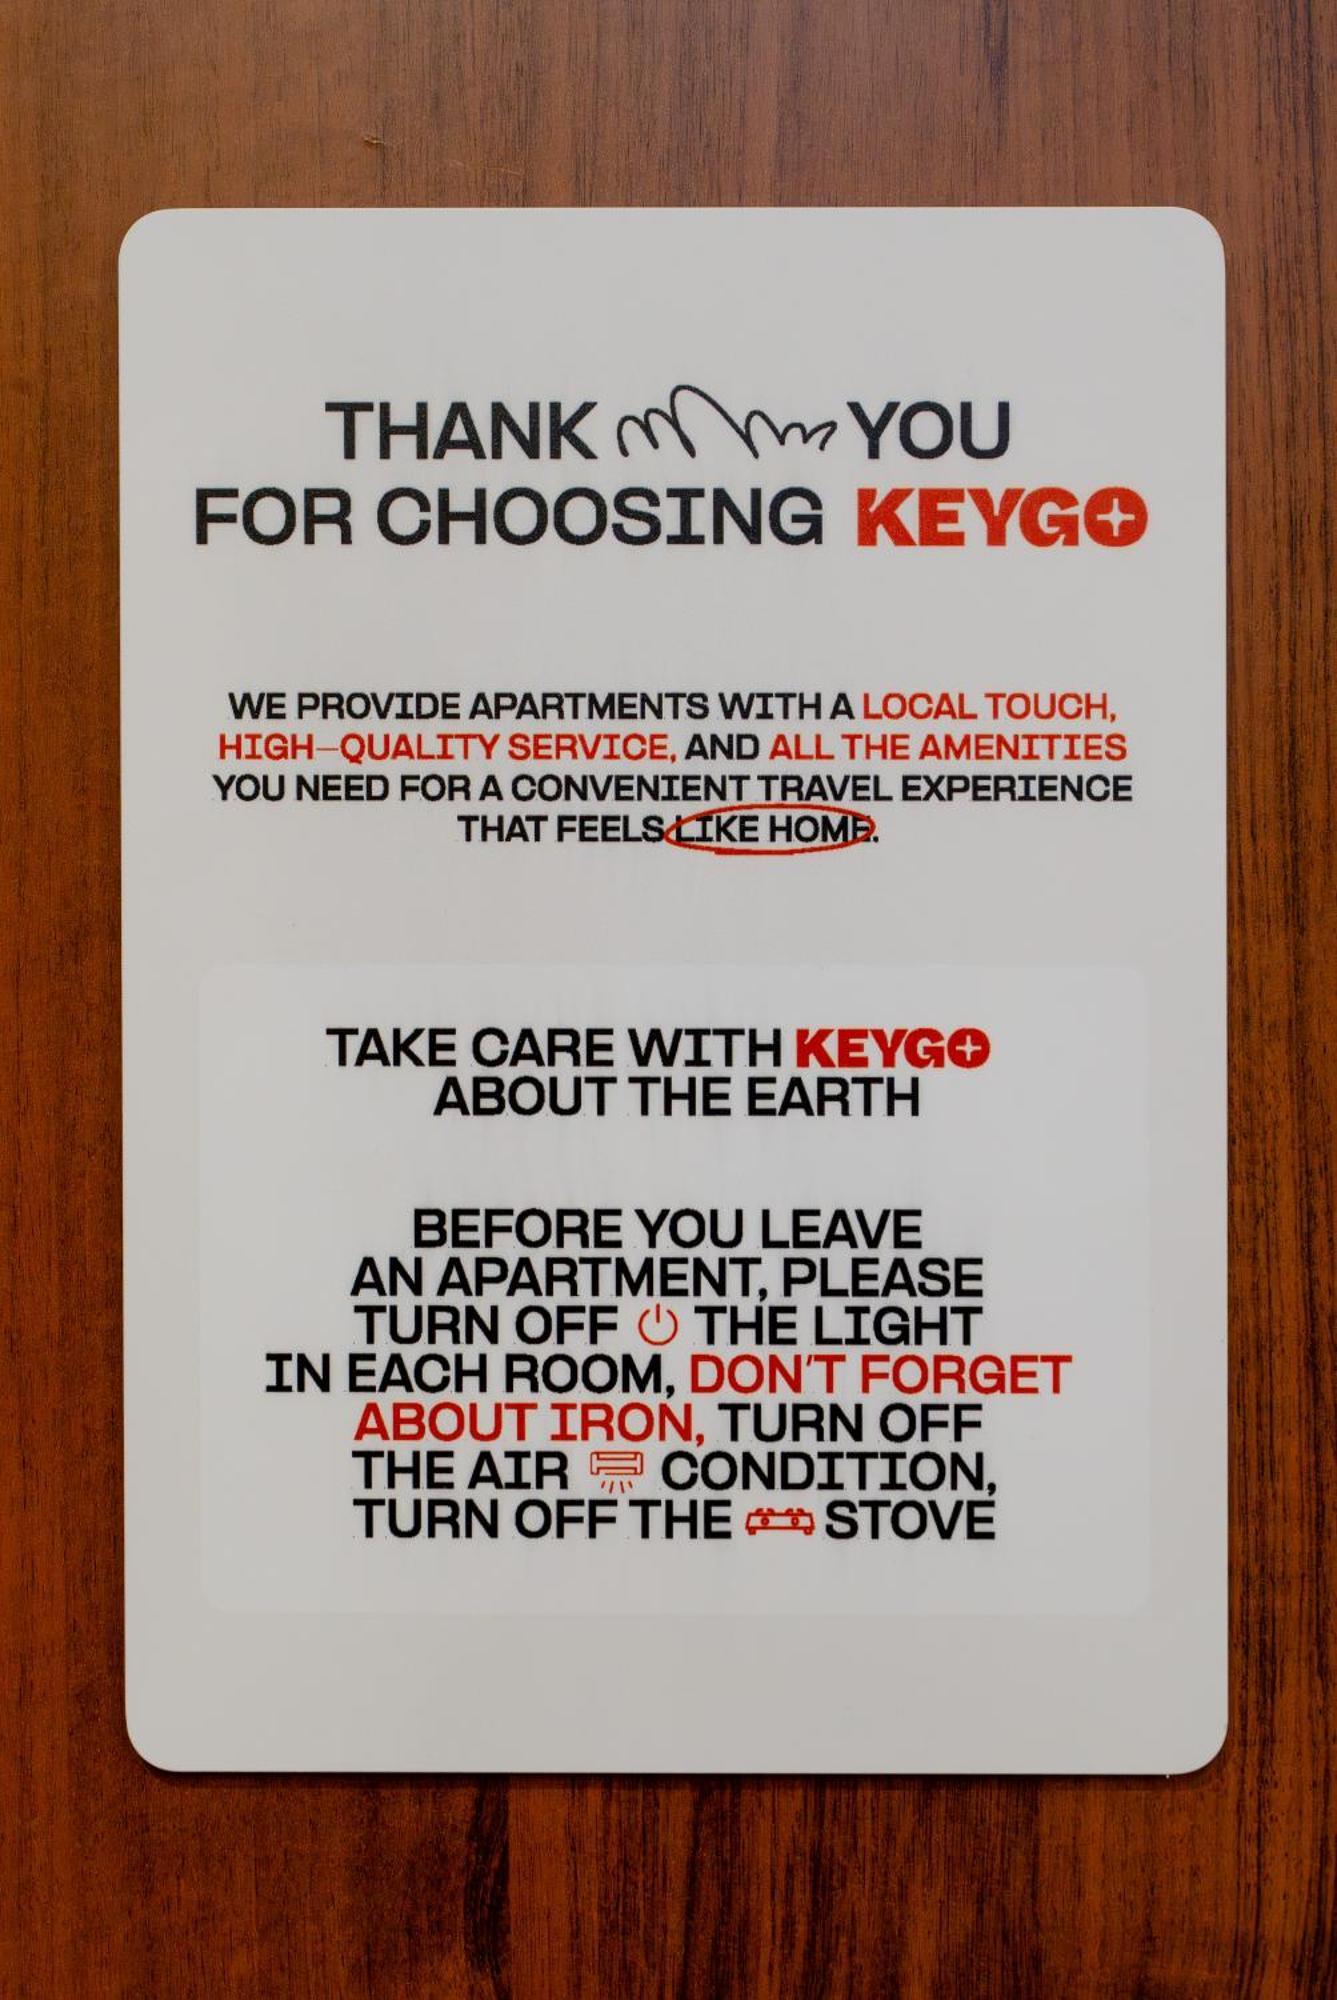 THANK YOU
FOR CHOOSING KEYGO
WE PROVIDE APARTMENTS WITH A LOCAL TOUCH,
HIGH-QUALITY SERVICE, AND ALL THE AMENITIES
YOU NEED FOR A CONVENIENT TRAVEL EXPERIENCE
THAT FEELS LIKE HOME.
TAKE CARE WITH KEYGO
ABOUT THE EARTH
BEFORE YOU LEAVE
AN APARTMENT, PLEASE
TURN OFF THE LIGHT
IN EACH ROOM, DON'T FORGET
ABOUT IRON, TURN OFF
THE AIR CONDITION,
TURN OFF THE STOVE